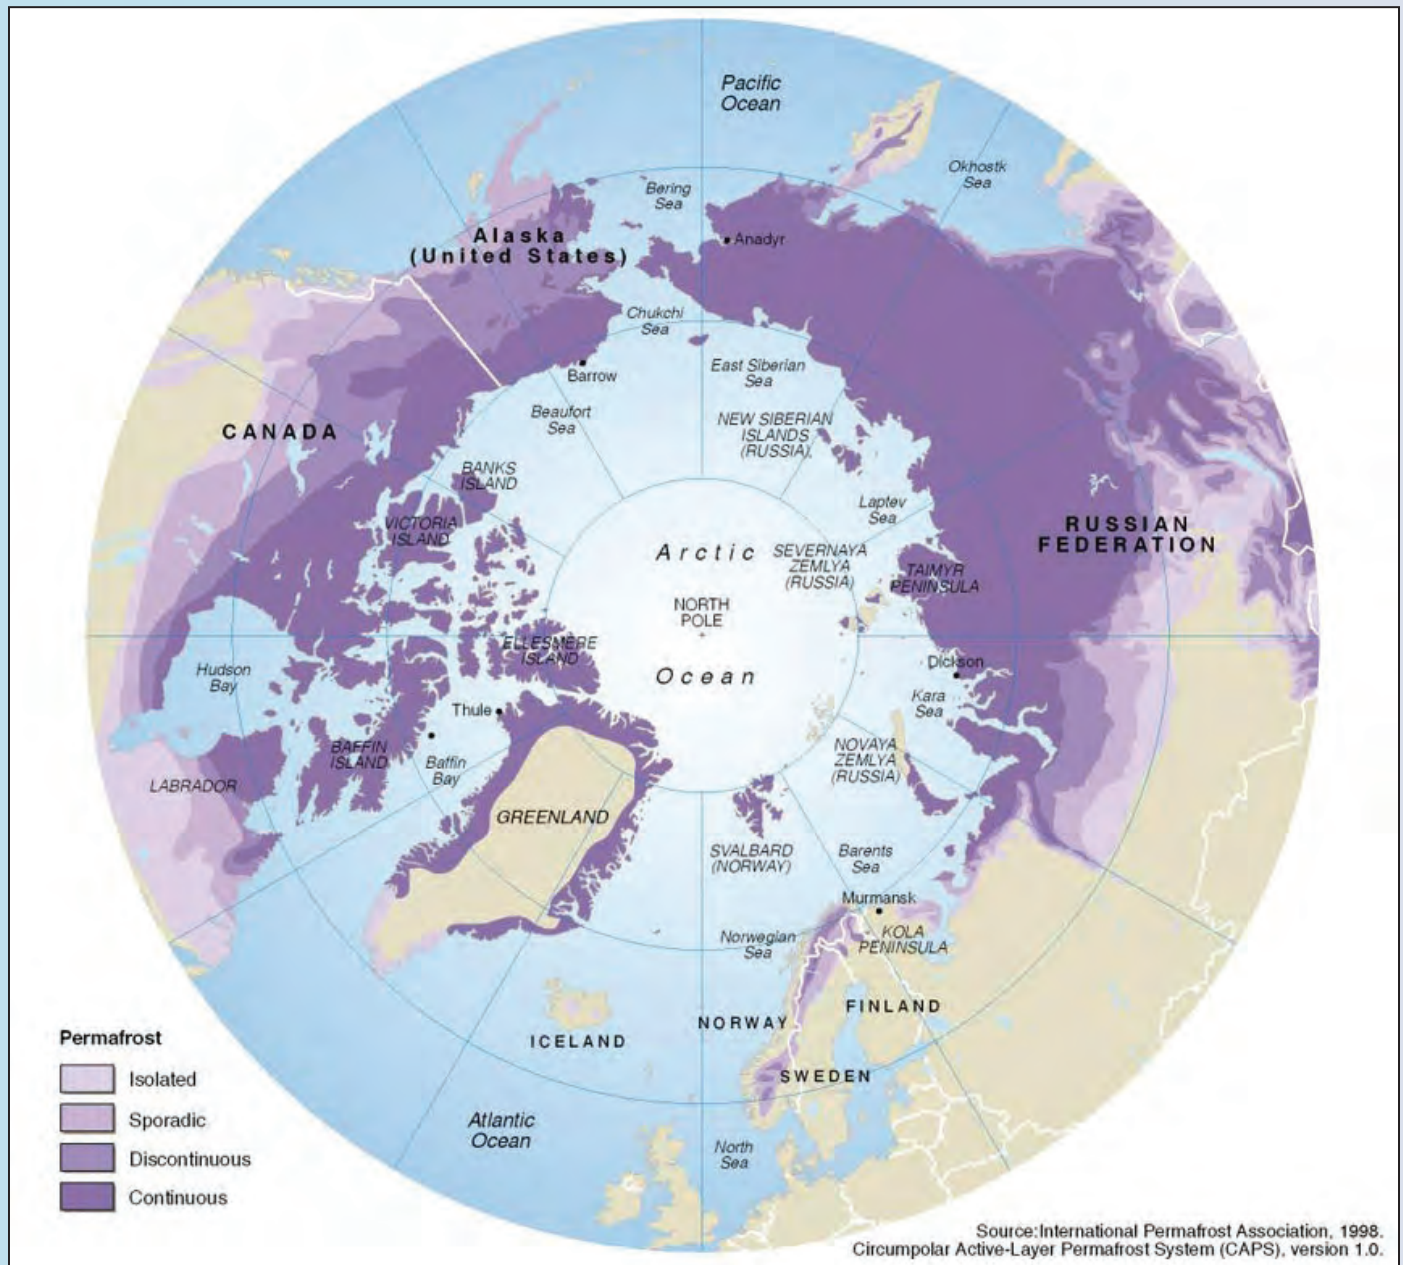 Pacific
Ocean
Okhostk
Sea
Bering
Sea
Anadyr
Alaska
(United States)
Chukchi
Sea
Barrow
East Siberian
Sea
Beaufort
Sea
NEW SIBERIAN
ISLANDS
(RUSSIA)
CANADA
BANKS
ISLAND
VICTORIA
ISLAND
Laptev
Sea
RUSSIAN
FEDERATION
Arctic
SEVERNAYA
ZEMLYA
(RUSSIA)
TAIMYR
PENINSULA
NORTH
POLE
ELLESMERE
ISLAND
Ocean
Hudson
Bay
Dickson
Kara
Sea
Thule
BAFFIN
ISLAND
Baffin
Bay
NOVAYA
ZEMLYA
(RUSSIA)
LABRADOR
GREENLAND
SVALBARD
(NORWAY)
Barents
Sea
Murmansk
Norwegian
Sea
KOLA
PENINSULA
FINLAND
NORWAY
ICELAND
SWEDEN
Atlantic
Ocean
North
Sea
Permafrost
Isolated
Sporadic
Discontinuous
Continuous
Source:International Permafrost Association, 1998.
Circumpolar Active-Layer Permafrost System (CAPS), version 1.0.